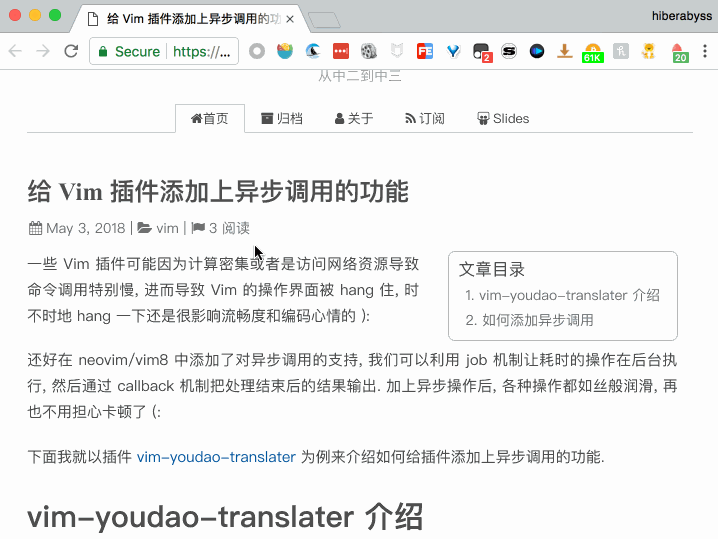 给 Vim 插件添加上异步调用的功
hiberabyss
Secure
https://...
2
61K
20
从中二到中三
首页
归档
关于
订阅
Slides
给 Vim 插件添加上异步调用的功能
May 3, 2018 | vim | 3 阅读
一些 Vim 插件可能因为计算密集或者是访问网络资源导致
命令调用特别慢, 进而导致 Vim 的操作界面被 hang 住, 时
不时地 hang 一下还是很影响流畅度和编码心情的 ):
文章目录
1. vim-youdao-translater 介绍
2. 如何添加异步调用
还好在 neovim/vim8 中添加了对异步调用的支持, 我们可以利用 job 机制让耗时的操作在后台执
行, 然后通过 callback 机制把处理结束后的结果输出. 加上异步操作后, 各种操作都如丝般润滑, 再
也不用担心卡顿了 (:
下面我就以插件 vim-youdao-translater 为例来介绍如何给插件添加上异步调用的功能.
vim-youdao-translater 介绍